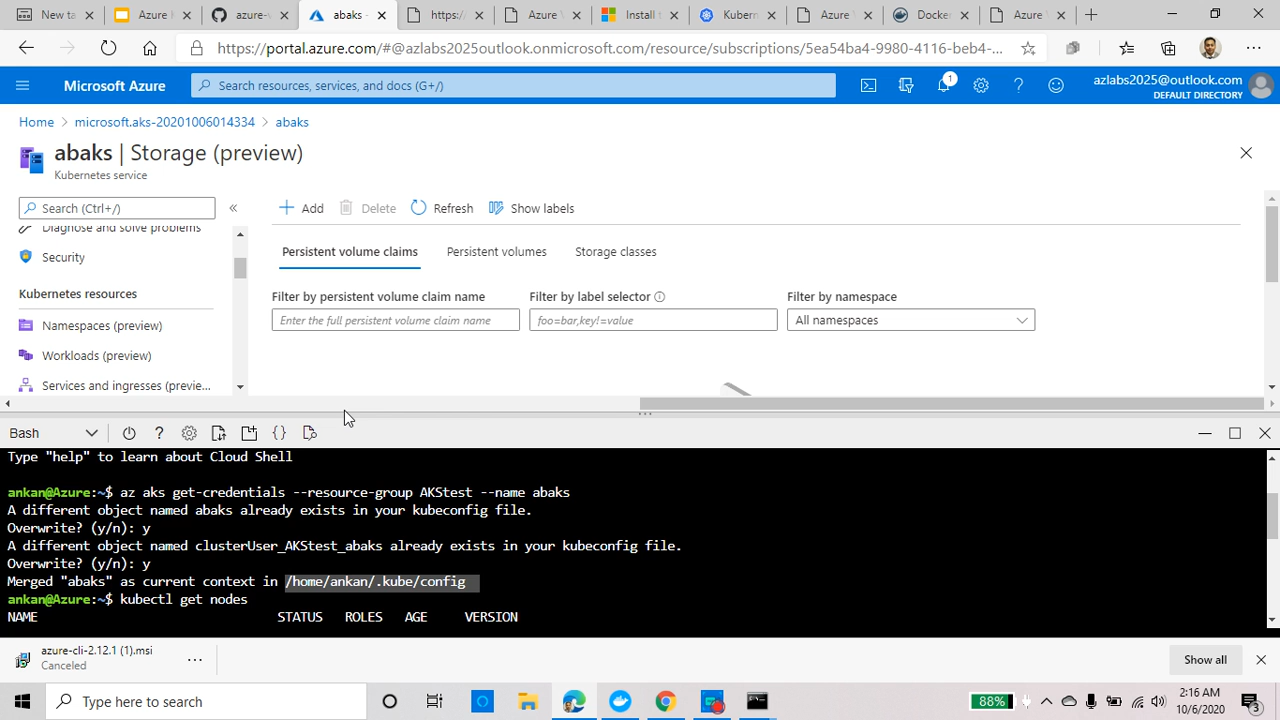 New ta
Azure K
azure-v
abaks -
https:/
Azure V
Install t
Kubern
Azure V
Docke
Azure
https://portal.azure.com/#@azlabs2025outlook.onmicrosoft.com/resource/subscriptions/5ea54ba4-9980-4116-beb4-...
Microsoft Azure
Search resources, services, and docs (G+/)
1
azlabs2025@outlook.com
DEFAULT DIRECTORY
Home > microsoft.aks-20201006014334 > abaks
abaks | Storage (preview)
Kubernetes service
Search (Ctrl+/)
«
Add
Delete
Refresh
Show labels
Diagnose and solve problems
Security
Kubernetes resources
Namespaces (preview)
Workloads (preview)
Services and ingresses (previe...
Persistent volume claims
Persistent volumes
Storage classes
Filter by persistent volume claim name
Filter by label selector
Filter by namespace
Enter the full persistent volume claim name
foo=bar,key!=value
All namespaces
Bash
Type "help" to learn about Cloud Shell
ankan@Azure:~$ az aks get-credentials --resource-group AKStest --name abaks
A different object named abaks already exists in your kubeconfig file.
Overwrite? (y/n): y
A different object named clusterUser_AKStest_abaks already exists in your kubeconfig file.
Overwrite? (y/n): y
Merged "abaks" as current context in /home/ankan/.kube/config
ankan@Azure:~$ kubectl get nodes
NAME STATUS ROLES AGE VERSION
azure-cli-2.12.1 (1).msi
Canceled
Show all
Type here to search
88%
2:16 AM
10/6/2020
3